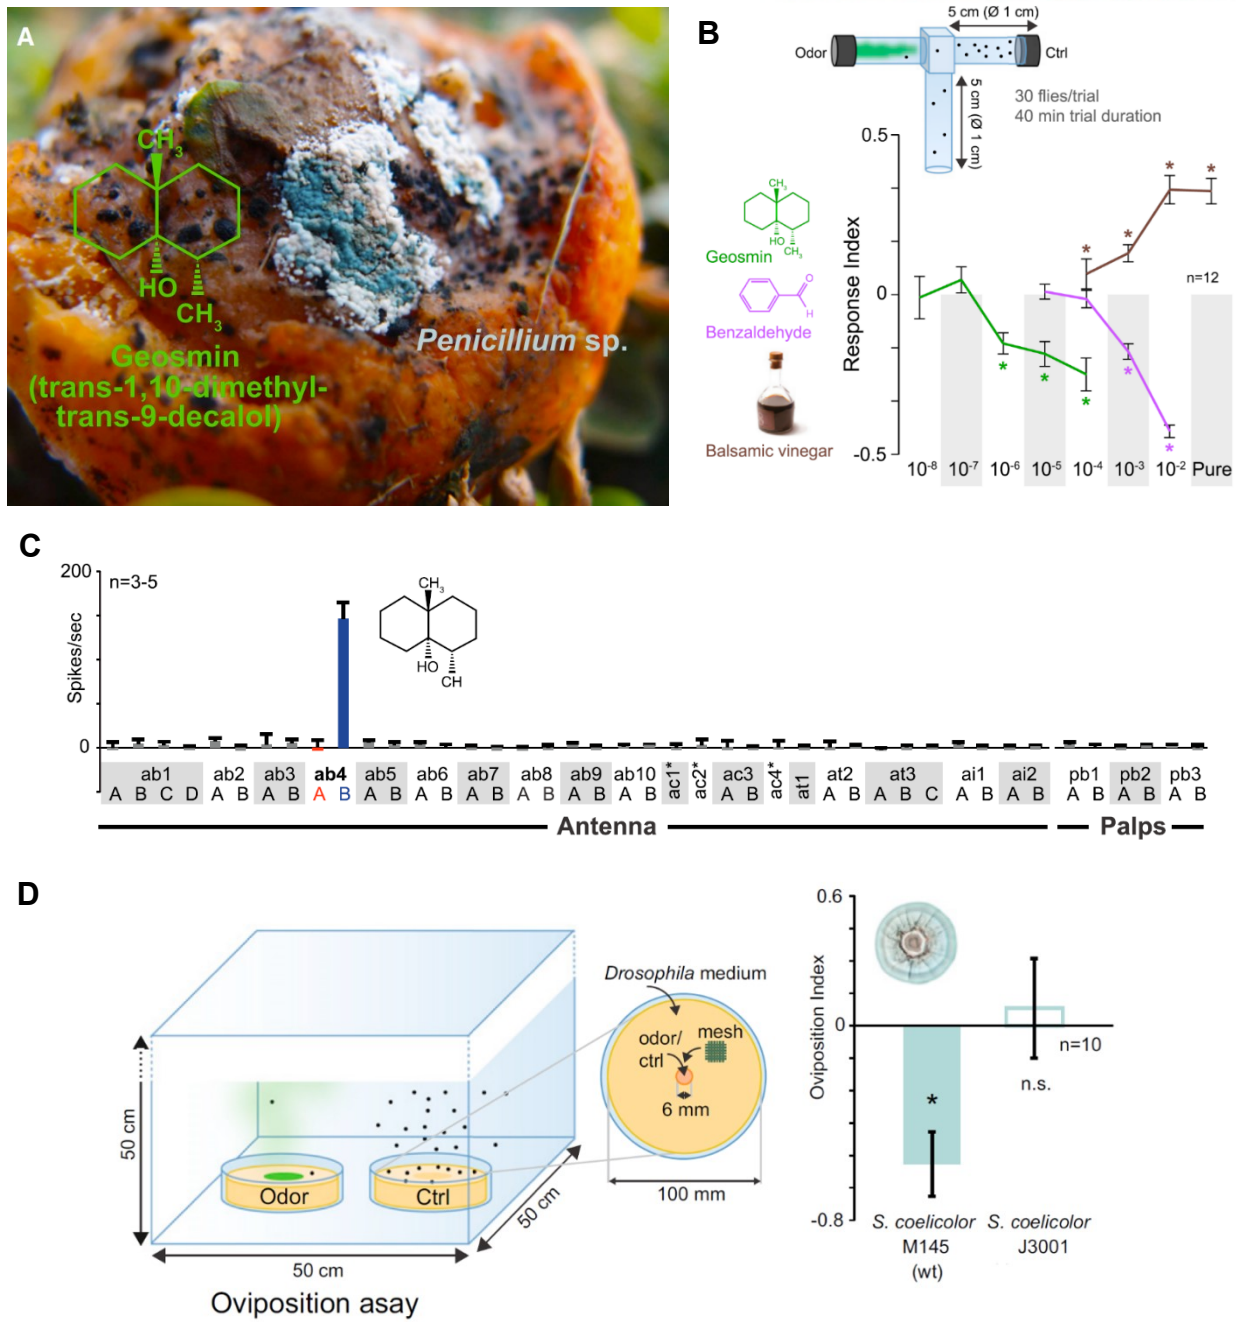 A
CH3
HO
CH3
Geosmin
(trans-1,10-dimethyl-
trans-9-decalol)
Penicillium sp.
B
5 cm (Ø 1 cm)
Odor
Ctrl
5 cm (Ø 1 cm)
30 flies/trial
40 min trial duration
0.5
0
-0.5
Response Index
CH3
HO
CH3
Geosmin
O
H
Benzaldehyde
Balsamic vinegar
* * * *
* * *
* *
n=12
10-8 10-7 10-6 10-5 10-4 10-3 10-2 Pure
C
200
0
Spikes/sec
n=3-5
CH3
HO
CH
ab1 ab2 ab3 ab4 ab5 ab6 ab7 ab8 ab9 ab10 ac1* ac2* ac3 ac4* at1 at2 at3 ai1 ai2 pb1 pb2 pb3
A B C D A B A B A B A B A B A B A B A B A B A B A B A B C A B A B A B A B A B
Antenna
Palps
D
50 cm
Odor
Ctrl
50 cm
50 cm
Oviposition asay
Drosophila medium
odor/
ctrl
mesh
6 mm
100 mm
0.6
0
-0.8
Oviposition Index
*
n=10
n.s.
S. coelicolor
M145
(wt)
S. coelicolor
J3001